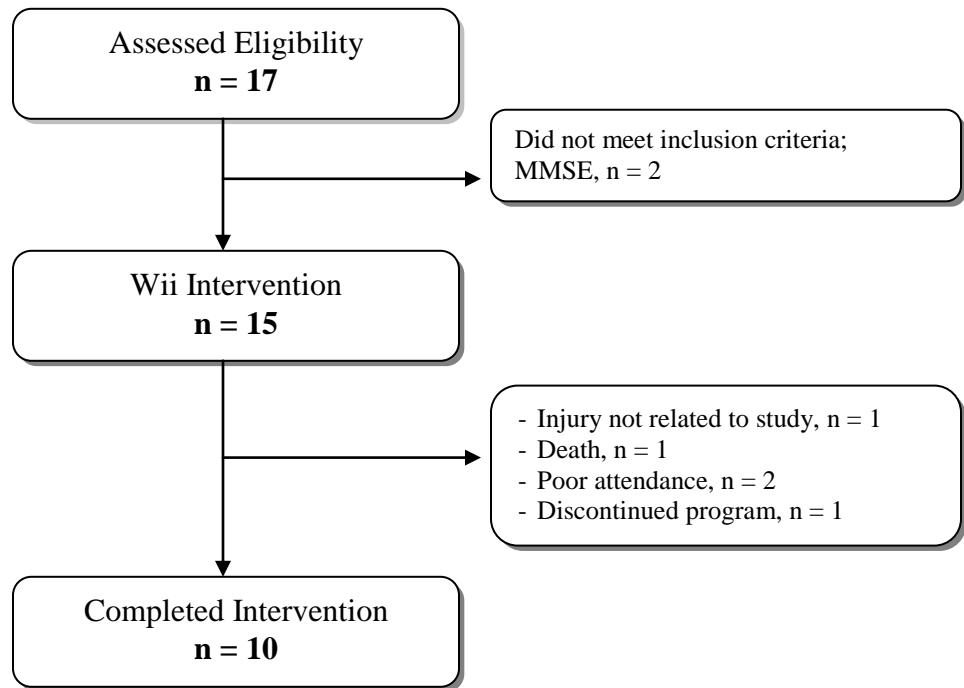 Assessed Eligibility
n = 17
Did not meet inclusion criteria;
MMSE, n = 2
Wii Intervention
n = 15
- Injury not related to study, n = 1
- Death, n = 1
- Poor attendance, n = 2
- Discontinued program, n = 1
Completed Intervention
n = 10